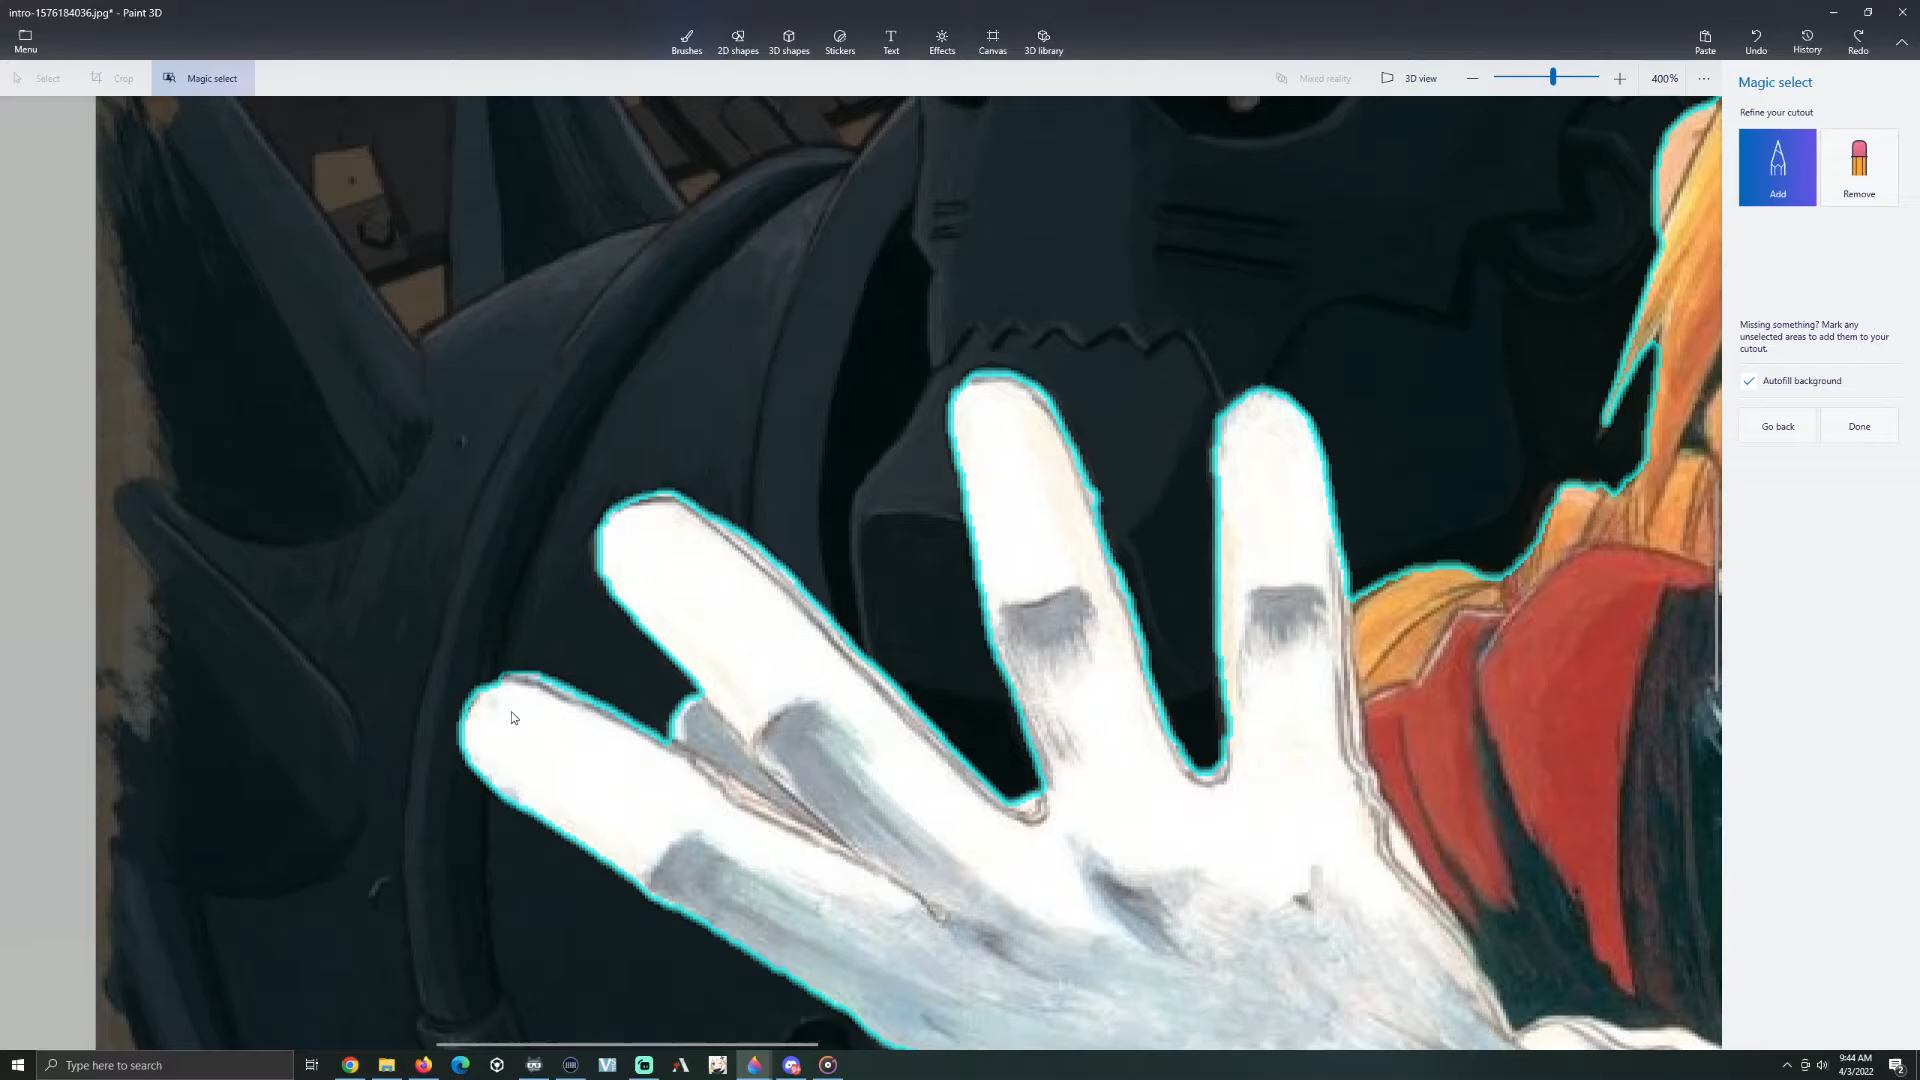 intro-1576184036.jpg* - Paint 3D
Menu
Brushes
2D shapes
3D shapes
Stickers
Text
Effects
Canvas
3D library
Paste
Undo
History
Redo
Select
Crop
Magic select
Mixed reality
3D view
400%
Magic select
Refine your cutout
Add
Remove
Missing something? Mark any
unselected areas to add them to your
cutout.
Autofill background
Go back
Done
Type here to search
9:44 AM
4/3/2022